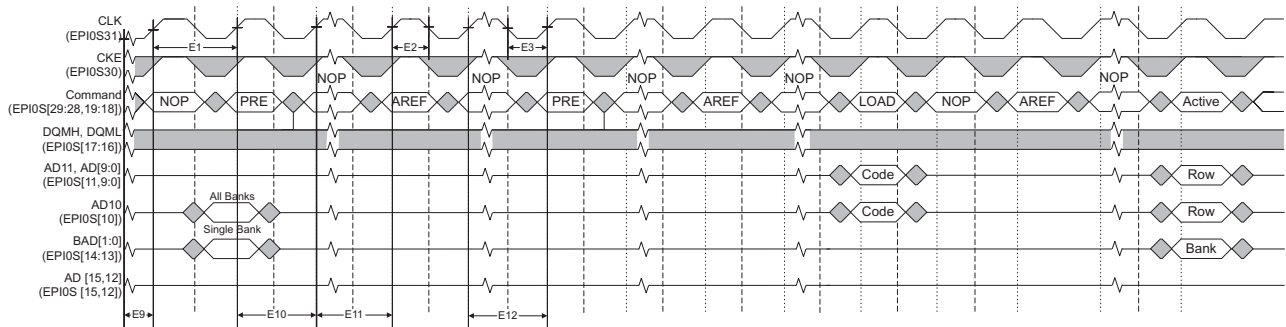 CLK
(EPI0S31)
E1
E2
E3
CKE
(EPI0S30)
NOP
NOP
NOP
NOP
NOP
Command
(EPI0S[29:28,19:18])
NOP
PRE
AREF
PRE
AREF
LOAD
NOP
AREF
Active
DQMH, DQML
(EPI0S[17:16])
AD11, AD[9:0]
(EPI0S[11,9:0])
Code
Row
All Banks
AD10
(EPI0S[10])
Code
Row
Single Bank
BAD[1:0]
(EPI0S[14:13])
Bank
AD [15,12]
(EPI0S [15,12])
E9
E10
E11
E12